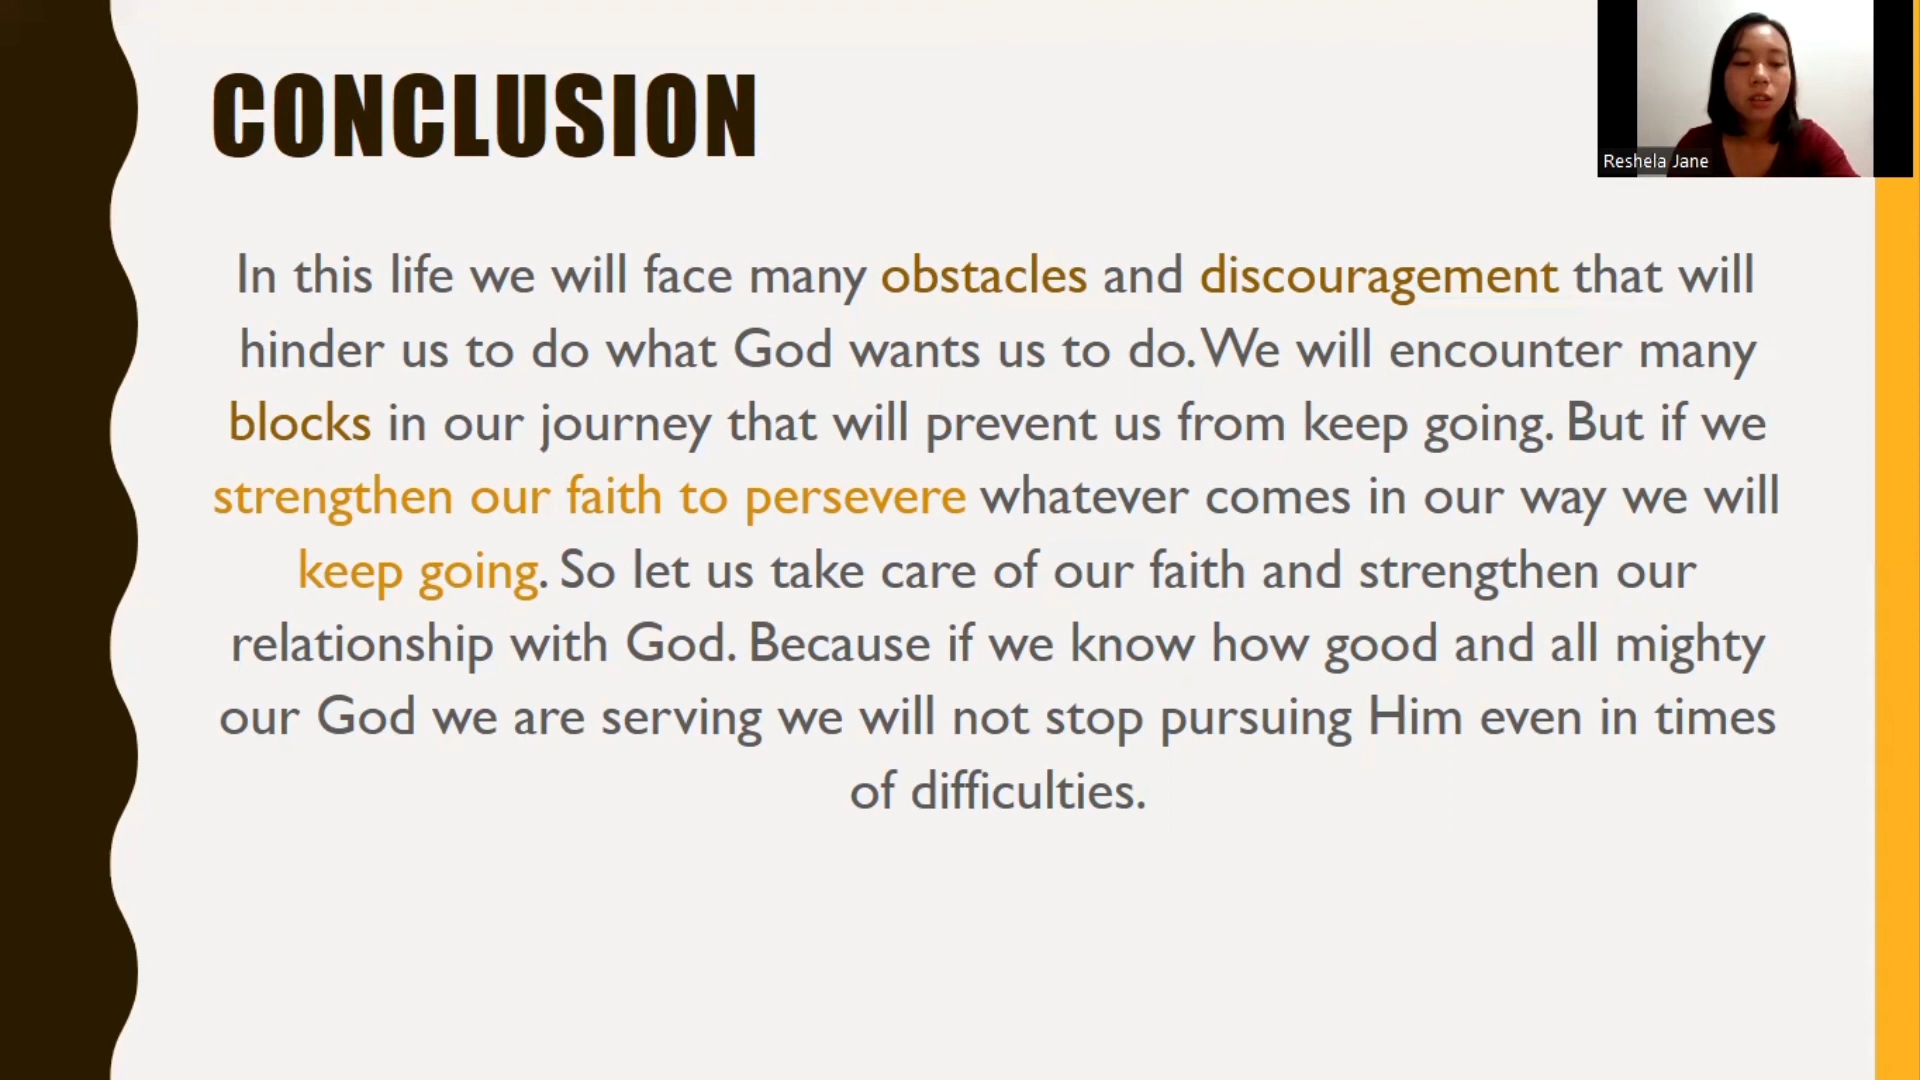 CONCLUSION
Reshela Jane
In this life we will face many obstacles and discouragement that will
hinder us to do what God wants us to do. We will encounter many
blocks in our journey that will prevent us from keep going. But if we
strengthen our faith to persevere whatever comes in our way we will
keep going. So let us take care of our faith and strengthen our
relationship with God. Because if we know how good and all mighty
our God we are serving we will not stop pursuing Him even in times
of difficulties.